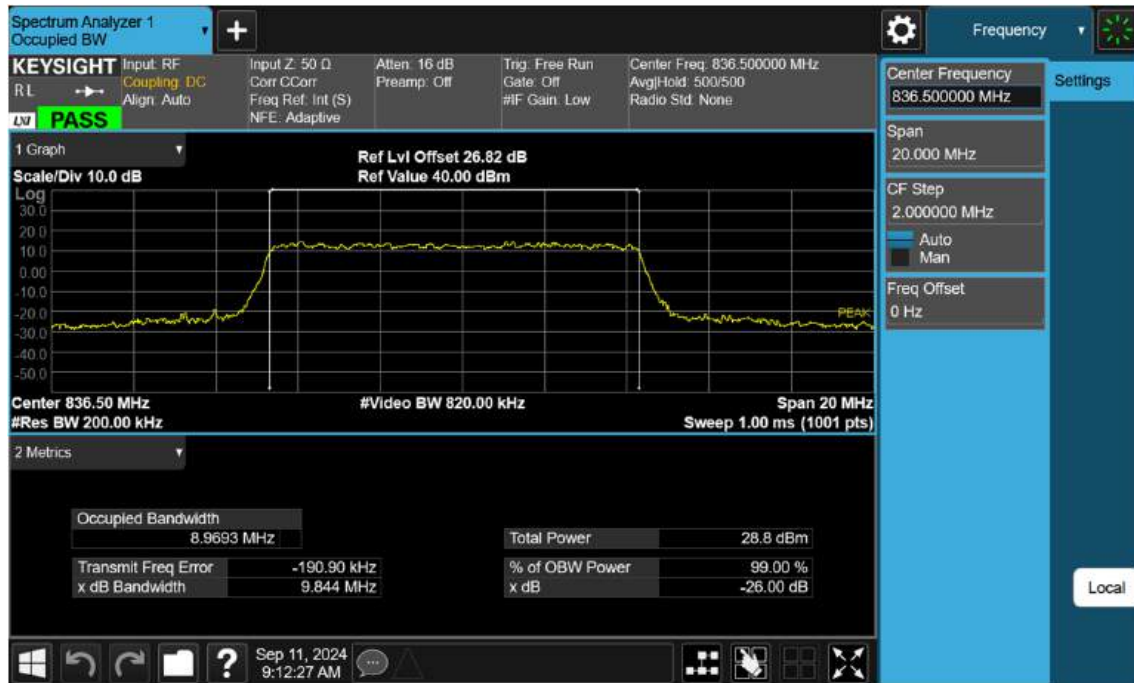 Spectrum Analyzer 1
Occupied BW
Frequency
KEYSIGHT
RL
LXI
PASS
Input: RF
Coupling: DC
Align: Auto
Input Z: 50 Ω
Corr CCorr
Freq Ref: Int (S)
NFE: Adaptive
Atten: 16 dB
Preamp: Off
Trig: Free Run
Gate: Off
#IF Gain: Low
Center Freq: 836.500000 MHz
Avg|Hold: 500/500
Radio Std: None
Center Frequency
836.500000 MHz
Settings
Span
20.000 MHz
CF Step
2.000000 MHz
Auto
Man
Freq Offset
0 Hz
Local
1 Graph
Scale/Div 10.0 dB
Ref Lvl Offset 26.82 dB
Ref Value 40.00 dBm
Log
30.0
20.0
10.0
0.00
-10.0
-20.0
-30.0
-40.0
-50.0
PEAK
Center 836.50 MHz
#Video BW 820.00 kHz
Span 20 MHz
#Res BW 200.00 kHz
Sweep 1.00 ms (1001 pts)
2 Metrics
Occupied Bandwidth
8.9693 MHz
Total Power 28.8 dBm
Transmit Freq Error -190.90 kHz
% of OBW Power 99.00 %
x dB Bandwidth 9.844 MHz
x dB -26.00 dB
?
Sep 11, 2024
9:12:27 AM